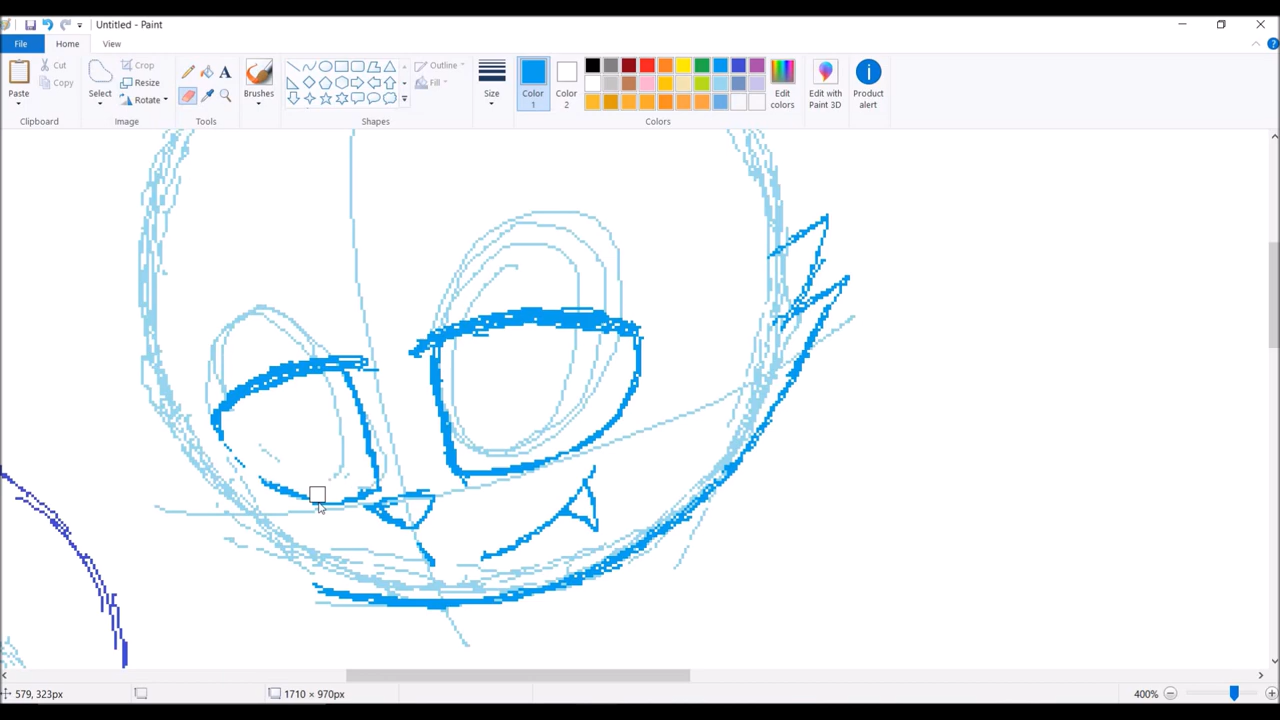 Untitled - Paint
File Home View
Paste
Cut
Copy
Clipboard
Select
Crop
Resize
Rotate
Image
A
Tools
Brushes
Outline
Fill
Shapes
Size
Color 1
Color 2
Edit colors
Colors
Edit with Paint 3D
Product alert
579, 323px
1710 × 970px
400%